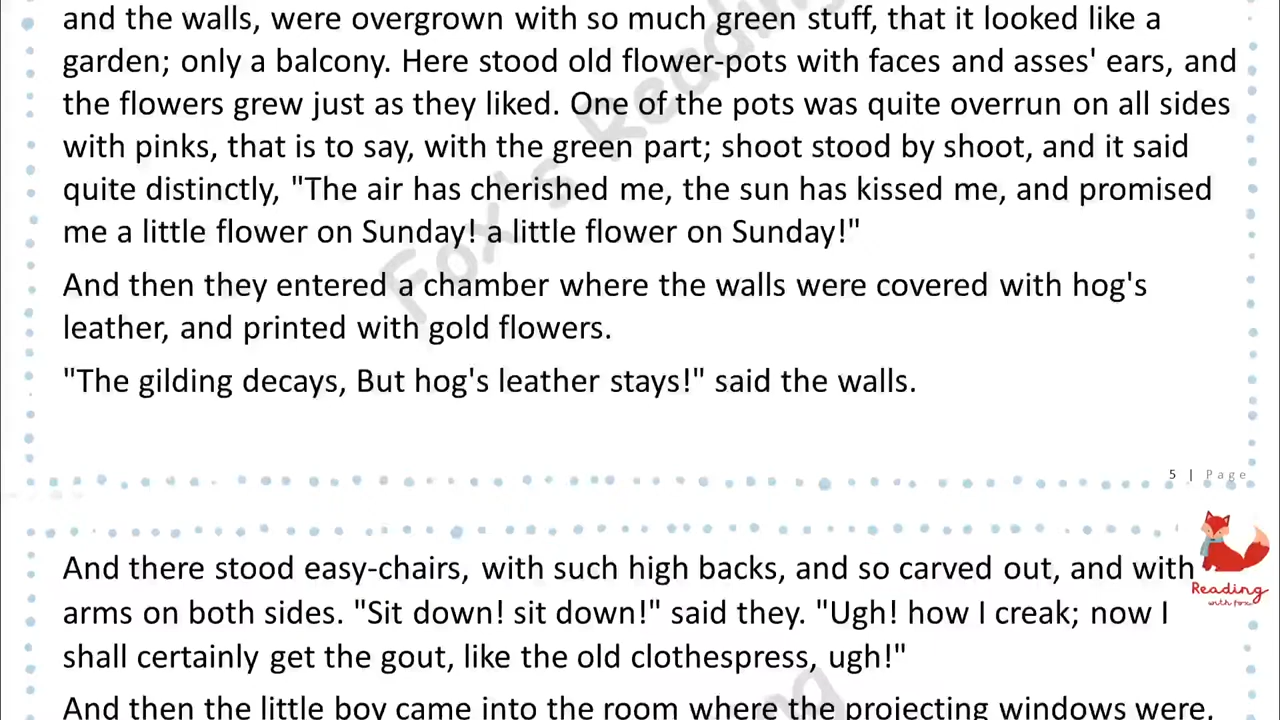 and the walls, were overgrown with so much green stuff, that it looked like a
garden; only a balcony. Here stood old flower-pots with faces and asses' ears, and
the flowers grew just as they liked. One of the pots was quite overrun on all sides
with pinks, that is to say, with the green part; shoot stood by shoot, and it said
quite distinctly, "The air has cherished me, the sun has kissed me, and promised
me a little flower on Sunday! a little flower on Sunday!"
And then they entered a chamber where the walls were covered with hog's
leather, and printed with gold flowers.
"The gilding decays, But hog's leather stays!" said the walls.
5 | Page
And there stood easy-chairs, with such high backs, and so carved out, and with
arms on both sides. "Sit down! sit down!" said they. "Ugh! how I creak; now I
shall certainly get the gout, like the old clothespress, ugh!"
And then the little boy came into the room where the projecting windows were,
Reading
with fox
Fox's Reading